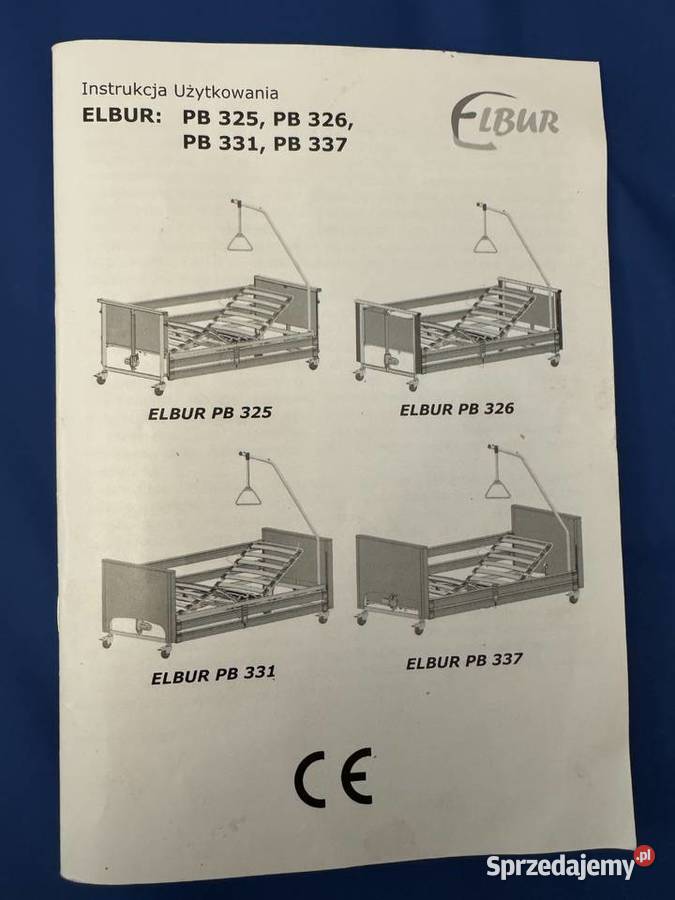 Instrukcja Użytkowania
ELBUR: PB 325, PB 326,
PB 331, PB 337
ELBUR
ELBUR PB 325
ELBUR PB 326
ELBUR PB 331
ELBUR PB 337
CE
Sprzedajemy.pl